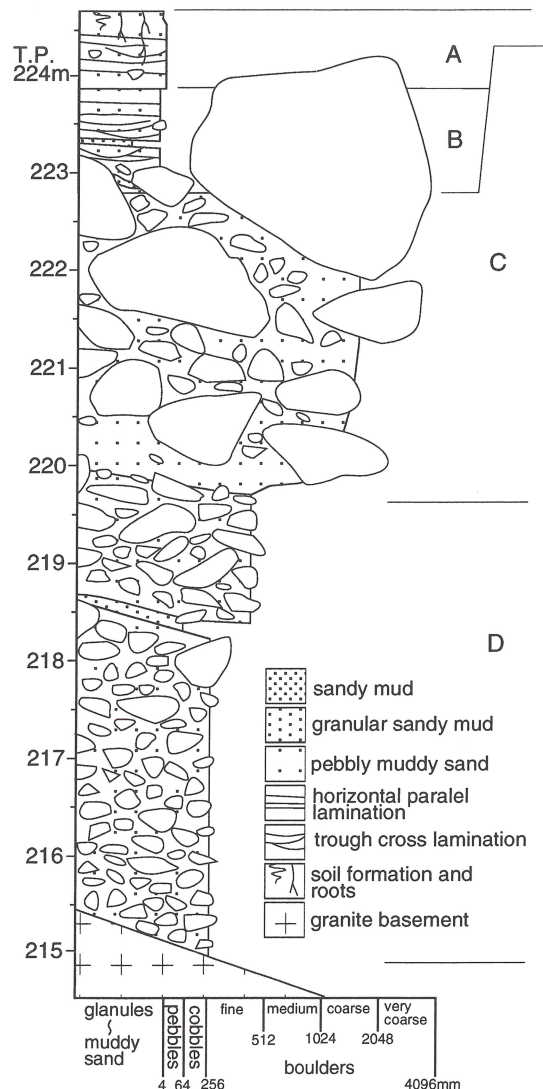 T.P.
224m
223
222
221
220
219
218
217
216
215
A
B
C
D
sandy mud
granular sandy mud
pebbly muddy sand
horizontal paralel
lamination
trough cross lamination
soil formation and
roots
granite basement
glanules
muddy
sand
pebbles
cobbles
fine
medium
coarse
very
coarse
512
1024
2048
boulders
4
64
256
4096mm